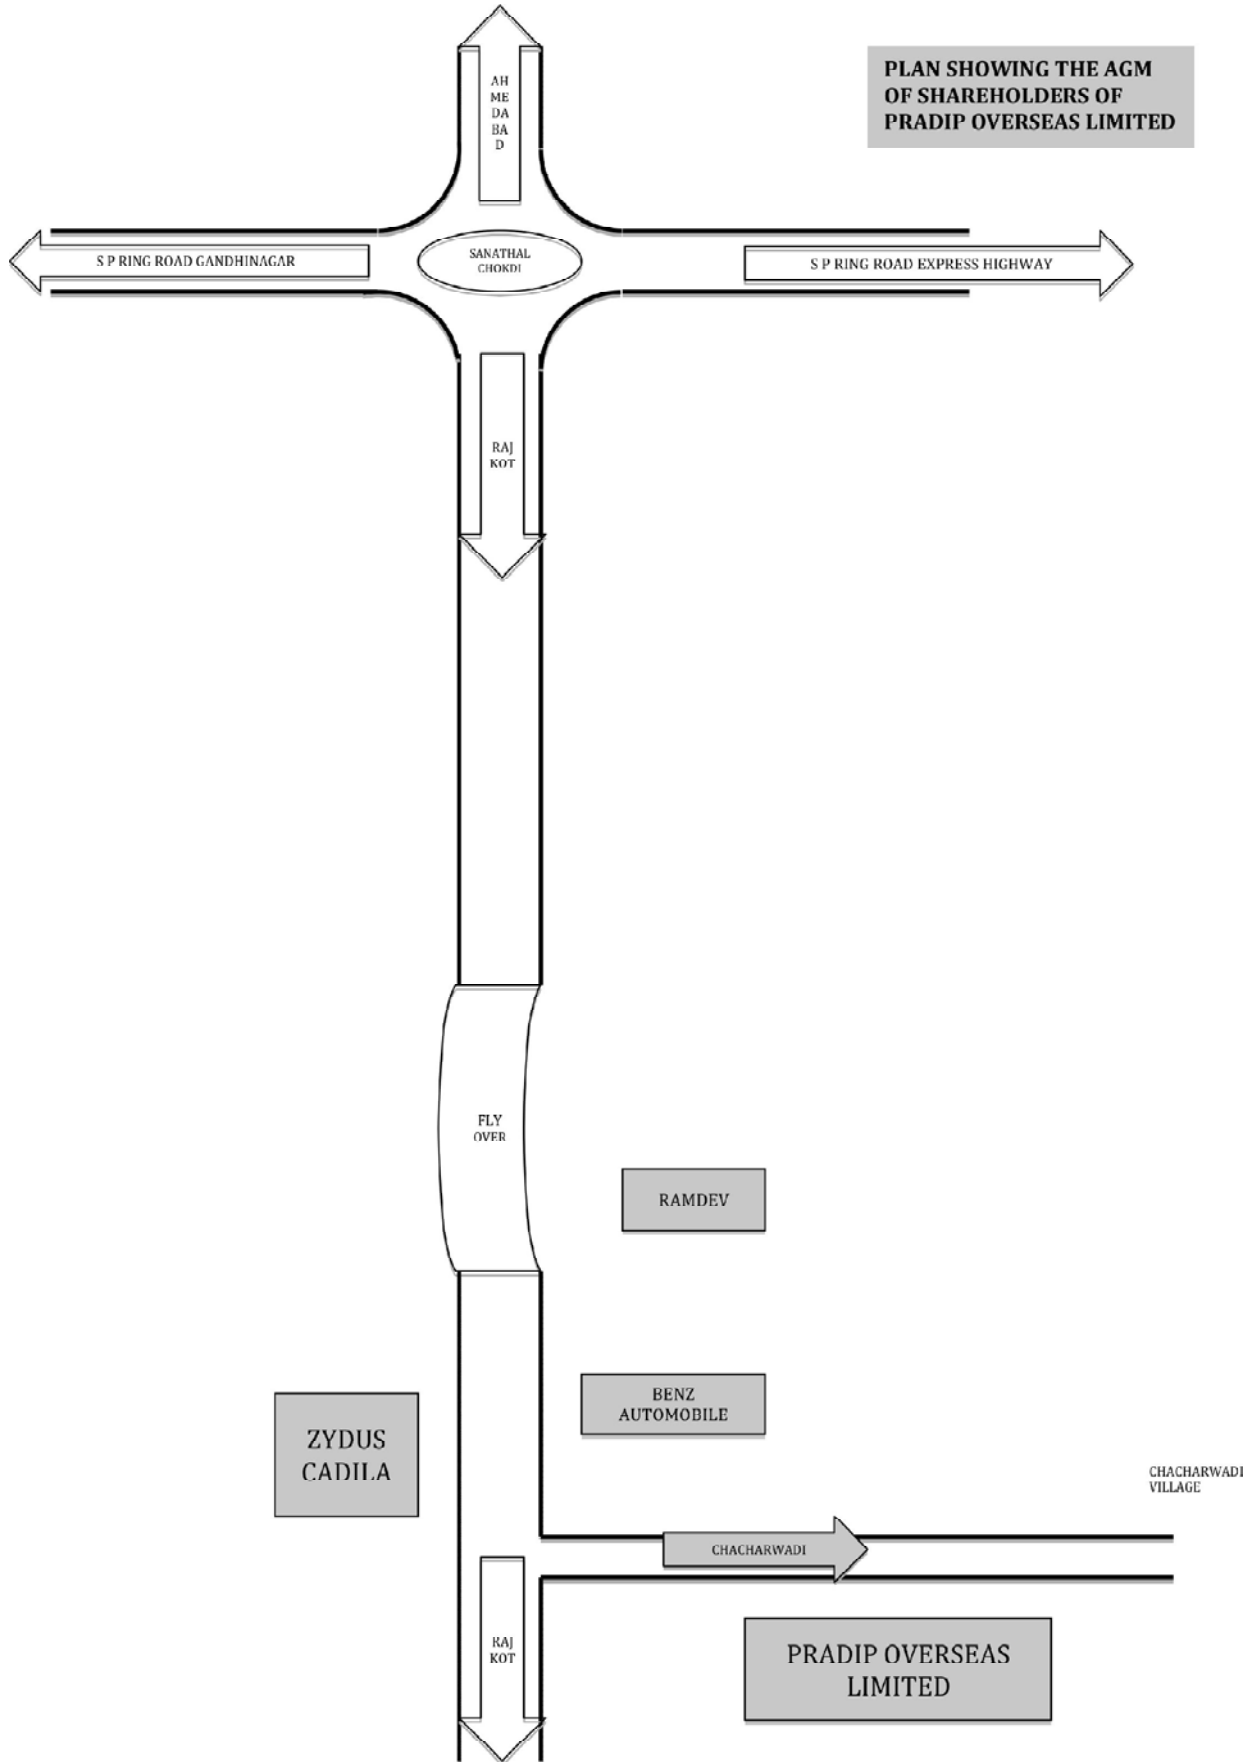 AH
ME
DA
BA
D
PLAN SHOWING THE AGM
OF SHAREHOLDERS OF
PRADIP OVERSEAS LIMITED
S P RING ROAD GANDHINAGAR
SANATHAL
CHOKDI
S P RING ROAD EXPRESS HIGHWAY
RAJ
KOT
FLY
OVER
RAMDEV
BENZ
AUTOMOBILE
ZYDUS
CADILA
CHACHARWADI
VILLAGE
CHACHARWADI
RAJ
KOT
PRADIP OVERSEAS
LIMITED